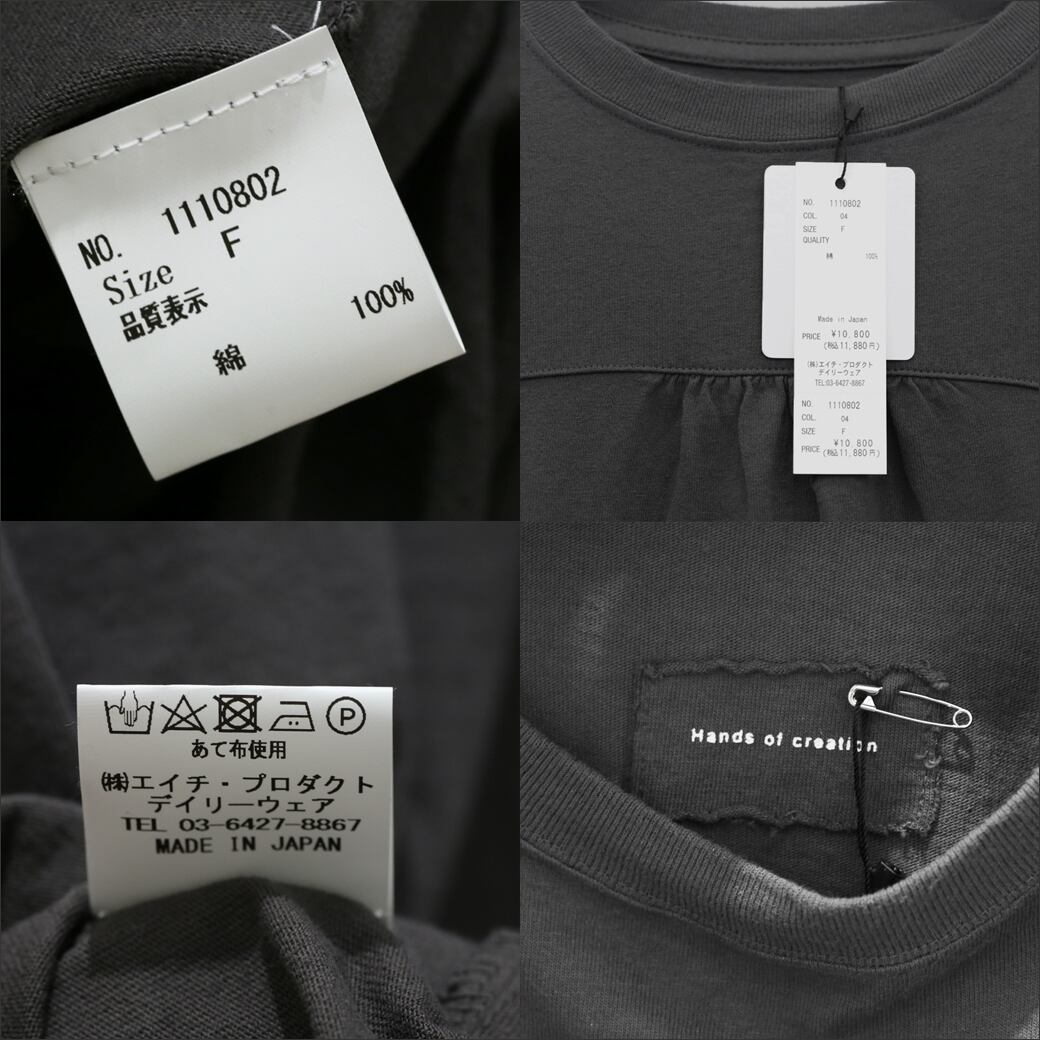 NO. 1110802
Size F
品質表示
綿 100%
NO. 1110802
COL. 04
SIZE F
QUALITY
綿 100%
Made in Japan
PRICE ¥10,800
(税込11,880円)
(株)エイチ・プロダクト
デイリーウェア
TEL:03-6427-8867
NO. 1110802
COL. 04
SIZE F
PRICE ¥10,800
(税込11,880円)
P
あて布使用
(株)エイチ・プロダクト
デイリーウェア
TEL 03-6427-8867
MADE IN JAPAN
Hands of creation